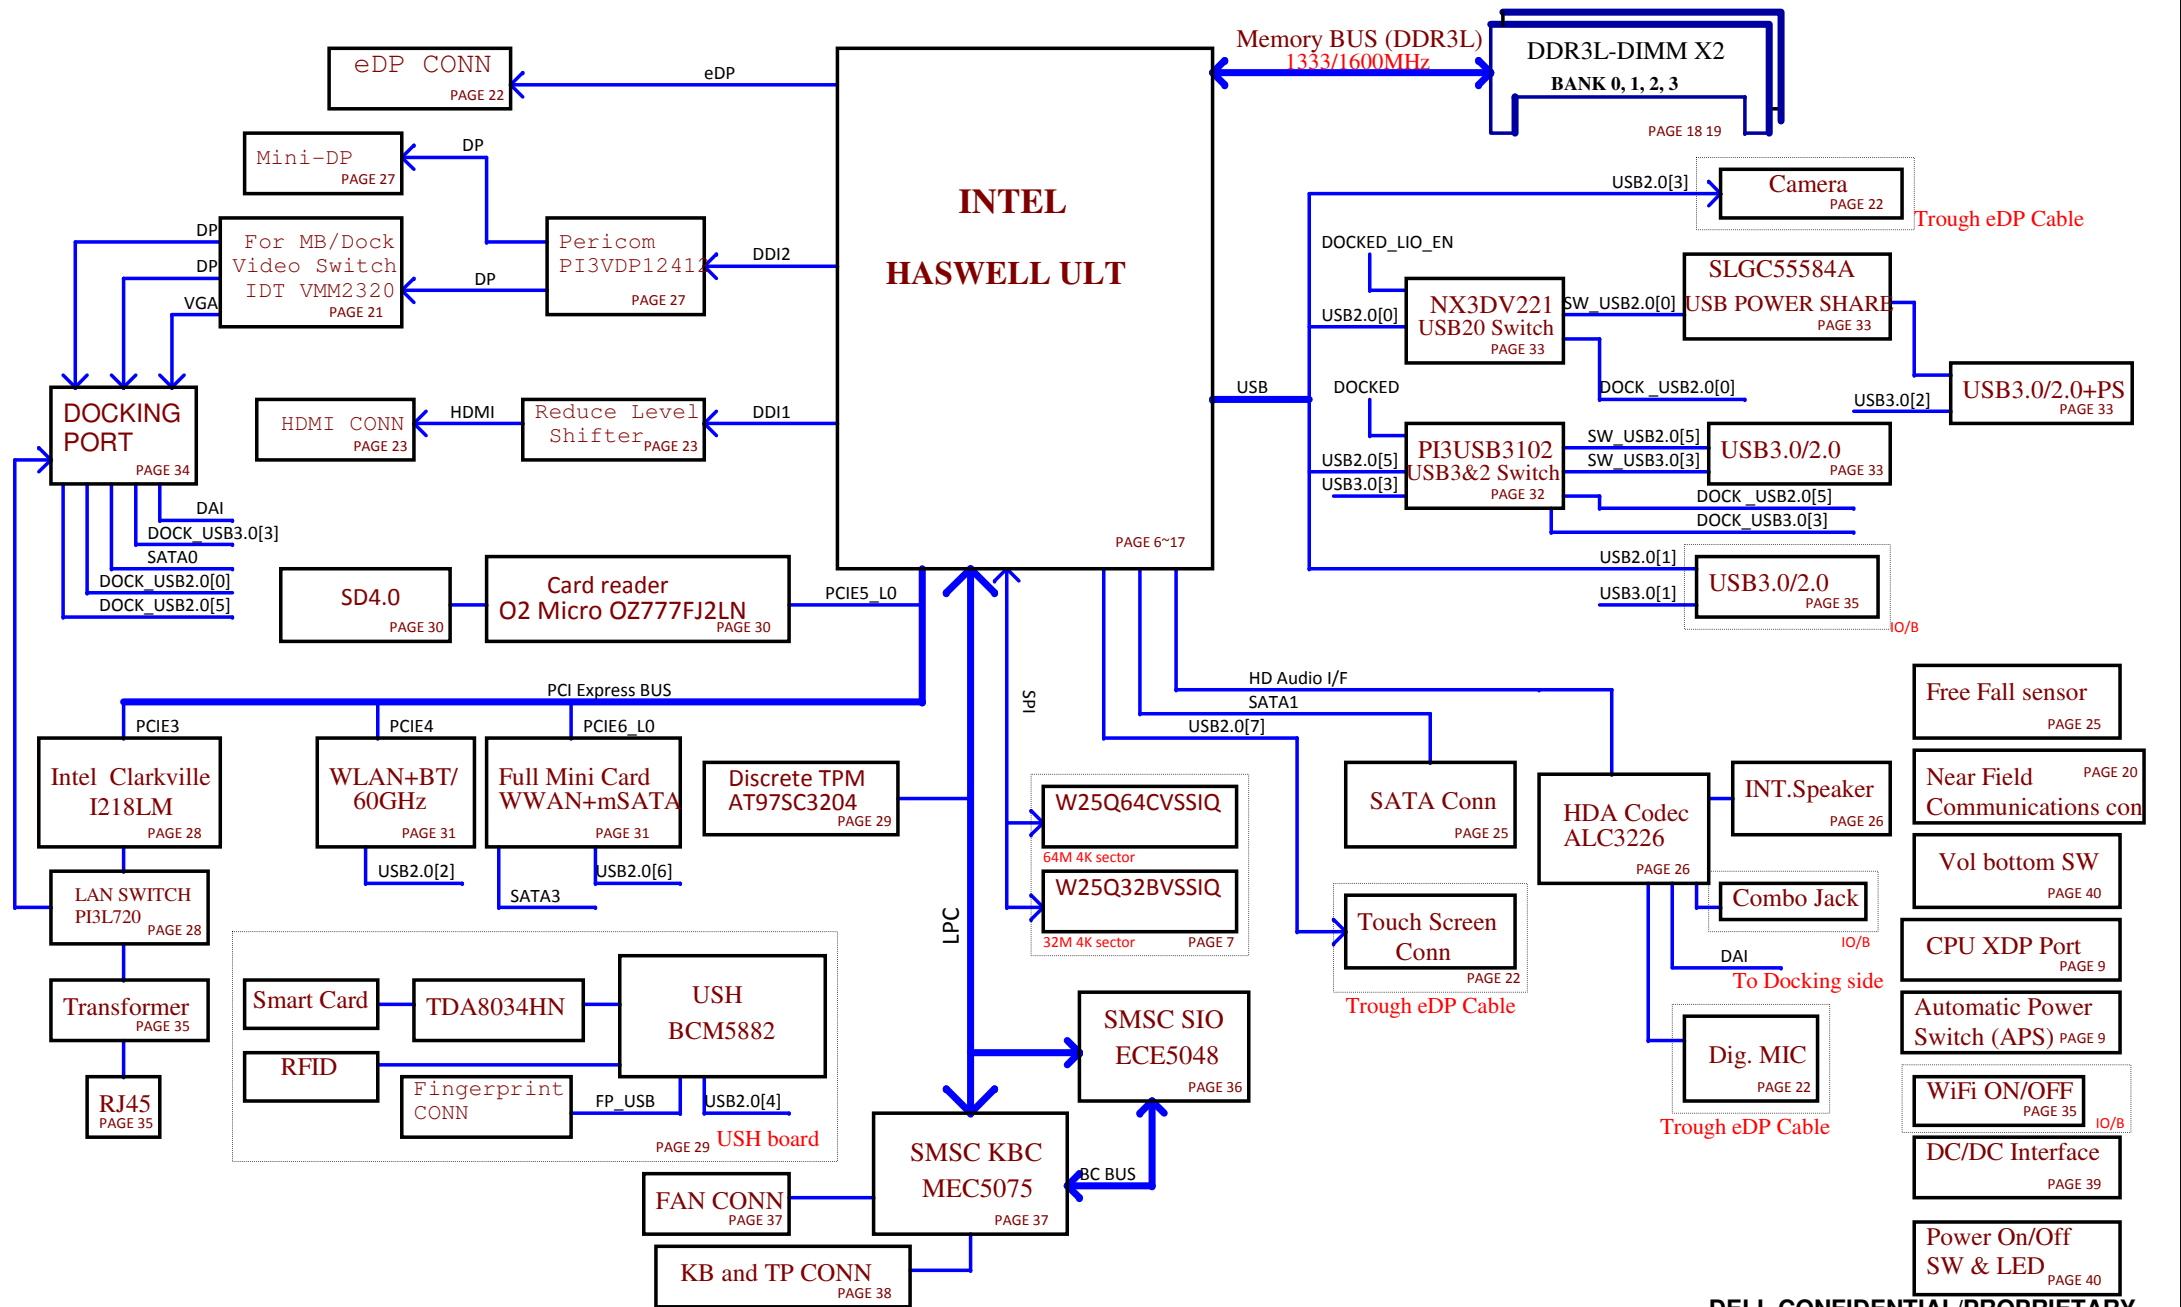 eDP CONN
PAGE 22
eDP
Mini-DP
PAGE 27
DP
For MB/Dock
Video Switch
IDT VMM2320
PAGE 21
DP
DP
VGA
Pericom
PI3VDP12412
PAGE 27
DP
DDI2
DOCKING
PORT
PAGE 34
HDMI CONN
PAGE 23
HDMI
Reduce Level
Shifter
PAGE 23
DDI1
DAI
DOCK_USB3.0[3]
SATA0
DOCK_USB2.0[0]
DOCK_USB2.0[5]
INTEL
HASWELL ULT
PAGE 6~17
Memory BUS (DDR3L)
1333/1600MHz
DDR3L-DIMM X2
BANK 0, 1, 2, 3
PAGE 18 19
USB2.0[3]
Camera
PAGE 22
Trough eDP Cable
DOCKED_LIO_EN
USB2.0[0]
NX3DV221
USB20 Switch
PAGE 33
SW_USB2.0[0]
SLGC55584A
USB POWER SHARE
PAGE 33
DOCK _USB2.0[0]
USB3.0[2]
USB3.0/2.0+PS
PAGE 33
USB
DOCKED
USB2.0[5]
USB3.0[3]
PI3USB3102
USB3&2 Switch
PAGE 32
SW_USB2.0[5]
SW_USB3.0[3]
USB3.0/2.0
PAGE 33
DOCK _USB2.0[5]
DOCK_USB3.0[3]
USB2.0[1]
USB3.0[1]
USB3.0/2.0
PAGE 35
IO/B
SD4.0
PAGE 30
Card reader
O2 Micro OZ777FJ2LN
PAGE 30
PCIE5_L0
PCI Express BUS
PCIE3
PCIE4
PCIE6_L0
Intel Clarkville
I218LM
PAGE 28
WLAN+BT/
60GHz
PAGE 31
USB2.0[2]
Full Mini Card
WWAN+mSATA
PAGE 31
USB2.0[6]
SATA3
LAN SWITCH
PI3L720
PAGE 28
Transformer
PAGE 35
RJ45
PAGE 35
Discrete TPM
AT97SC3204
PAGE 29
LPC
SPI
W25Q64CVSSIQ
64M 4K sector
W25Q32BVSSIQ
32M 4K sector
PAGE 7
HD Audio I/F
SATA1
USB2.0[7]
SATA Conn
PAGE 25
Touch Screen
Conn
PAGE 22
Trough eDP Cable
HDA Codec
ALC3226
PAGE 26
INT.Speaker
PAGE 26
Combo Jack
IO/B
DAI
To Docking side
Dig. MIC
PAGE 22
Trough eDP Cable
Smart Card
TDA8034HN
USH
BCM5882
RFID
Fingerprint
CONN
FP_USB
USB2.0[4]
PAGE 29
USH board
SMSC SIO
ECE5048
PAGE 36
SMSC KBC
MEC5075
PAGE 37
BC BUS
FAN CONN
PAGE 37
KB and TP CONN
PAGE 38
Free Fall sensor
PAGE 25
Near Field
PAGE 20
Communications con
Vol bottom SW
PAGE 40
CPU XDP Port
PAGE 9
Automatic Power
Switch (APS)
PAGE 9
WiFi ON/OFF
PAGE 35
IO/B
DC/DC Interface
PAGE 39
Power On/Off
SW & LED
PAGE 40
DELL CONFIDENTIAL/PROPRIETARY